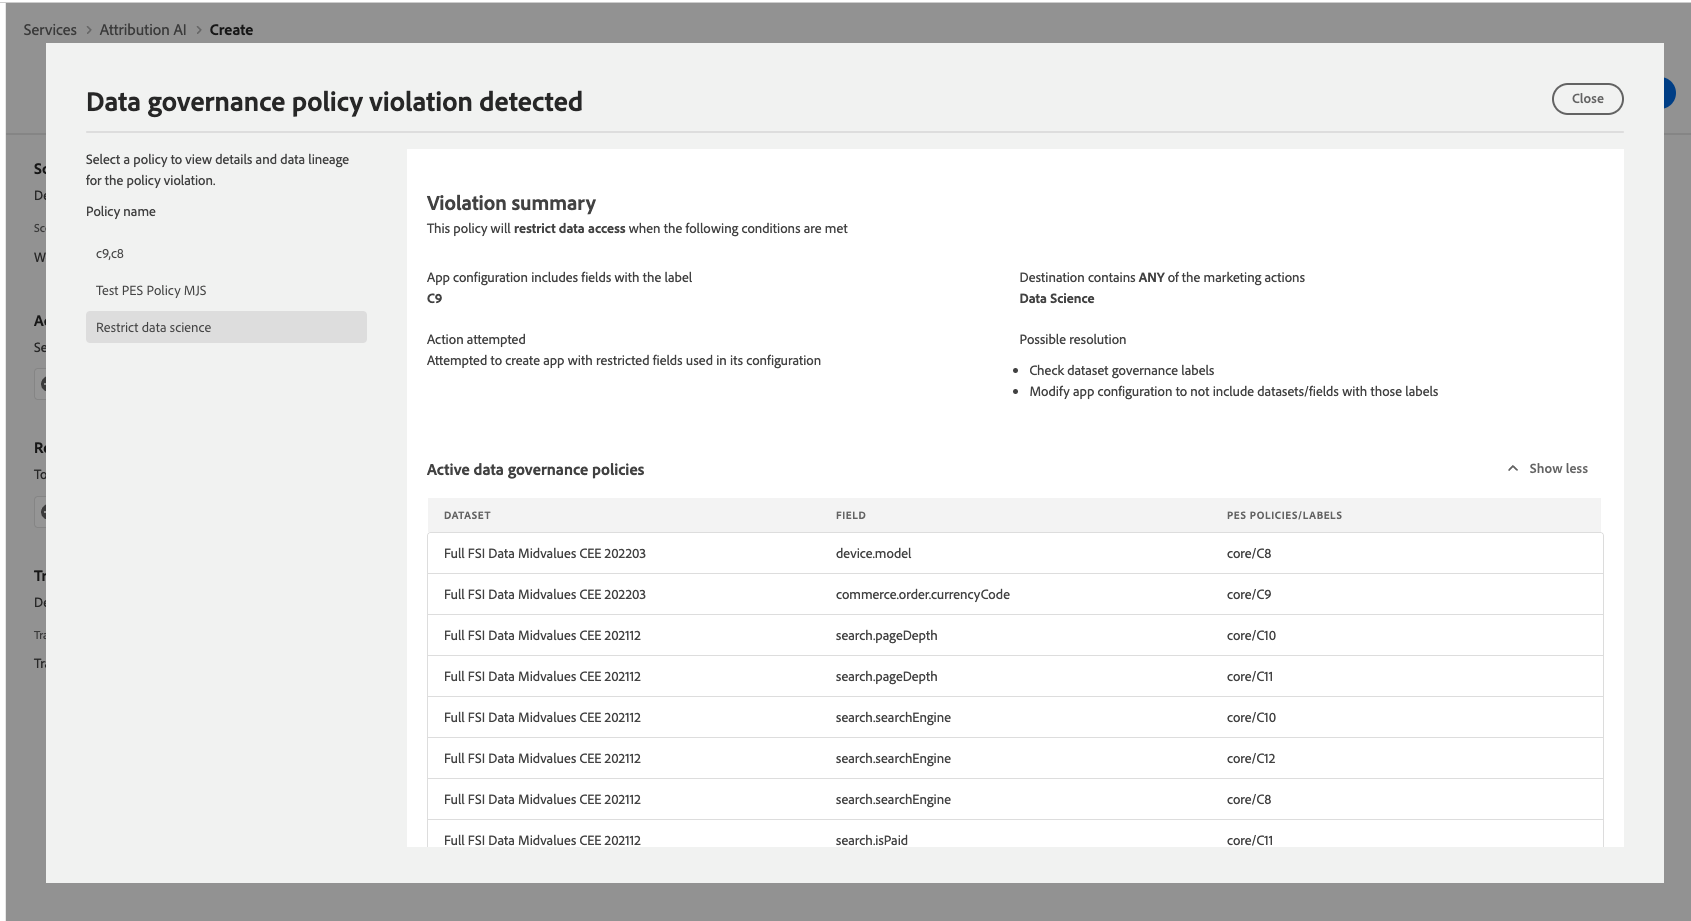 Services > Attribution AI > Create
Data governance policy violation detected
Close
Select a policy to view details and data lineage
for the policy violation.
Policy name
c9,c8
Test PES Policy MJS
Restrict data science
Violation summary
This policy will restrict data access when the following conditions are met
App configuration includes fields with the label
C9
Destination contains ANY of the marketing actions
Data Science
Action attempted
Attempted to create app with restricted fields used in its configuration
Possible resolution
• Check dataset governance labels
• Modify app configuration to not include datasets/fields with those labels
Active data governance policies
Show less
DATASET FIELD PES POLICIES/LABELS
Full FSI Data Midvalues CEE 202203 device.model core/C8
Full FSI Data Midvalues CEE 202203 commerce.order.currencyCode core/C9
Full FSI Data Midvalues CEE 202112 search.pageDepth core/C10
Full FSI Data Midvalues CEE 202112 search.pageDepth core/C11
Full FSI Data Midvalues CEE 202112 search.searchEngine core/C10
Full FSI Data Midvalues CEE 202112 search.searchEngine core/C12
Full FSI Data Midvalues CEE 202112 search.searchEngine core/C8
Full FSI Data Midvalues CEE 202112 search.isPaid core/C11